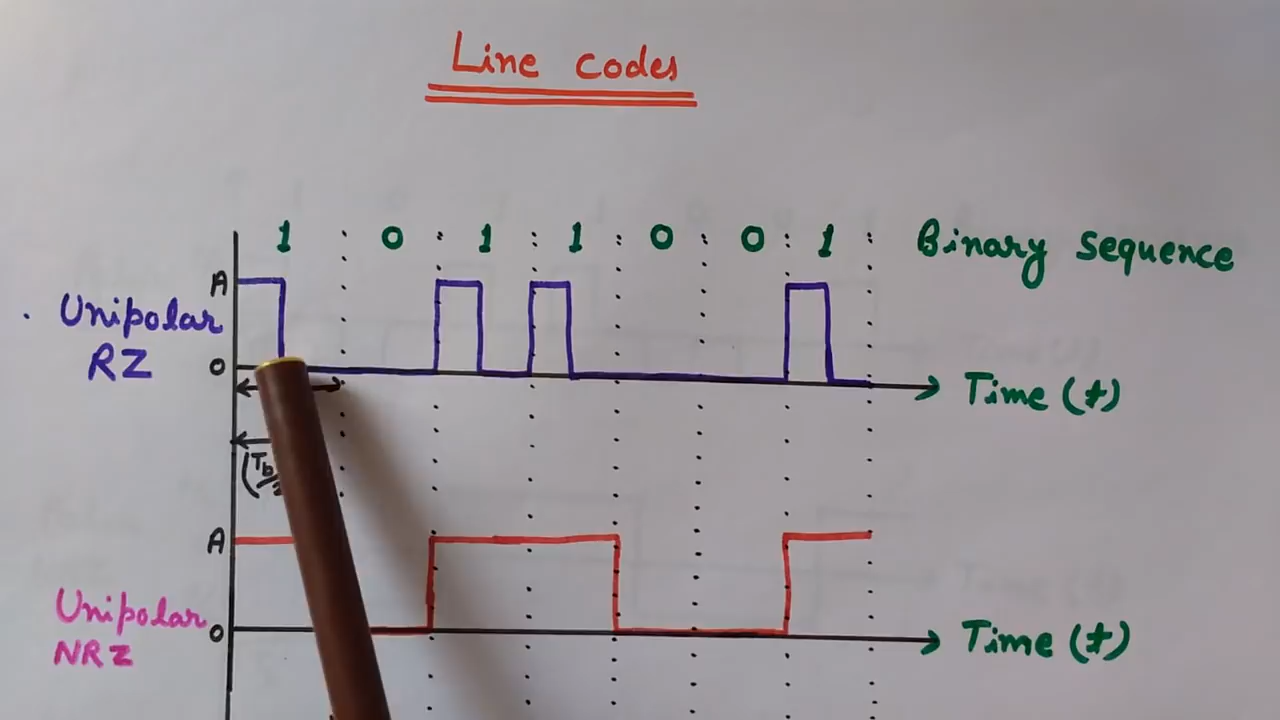 Line codes
1 0 1 1 0 0 1 Binary sequence
A
Unipolar
RZ
0
Time (t)
A
Unipolar
NRZ
0
Time (t)